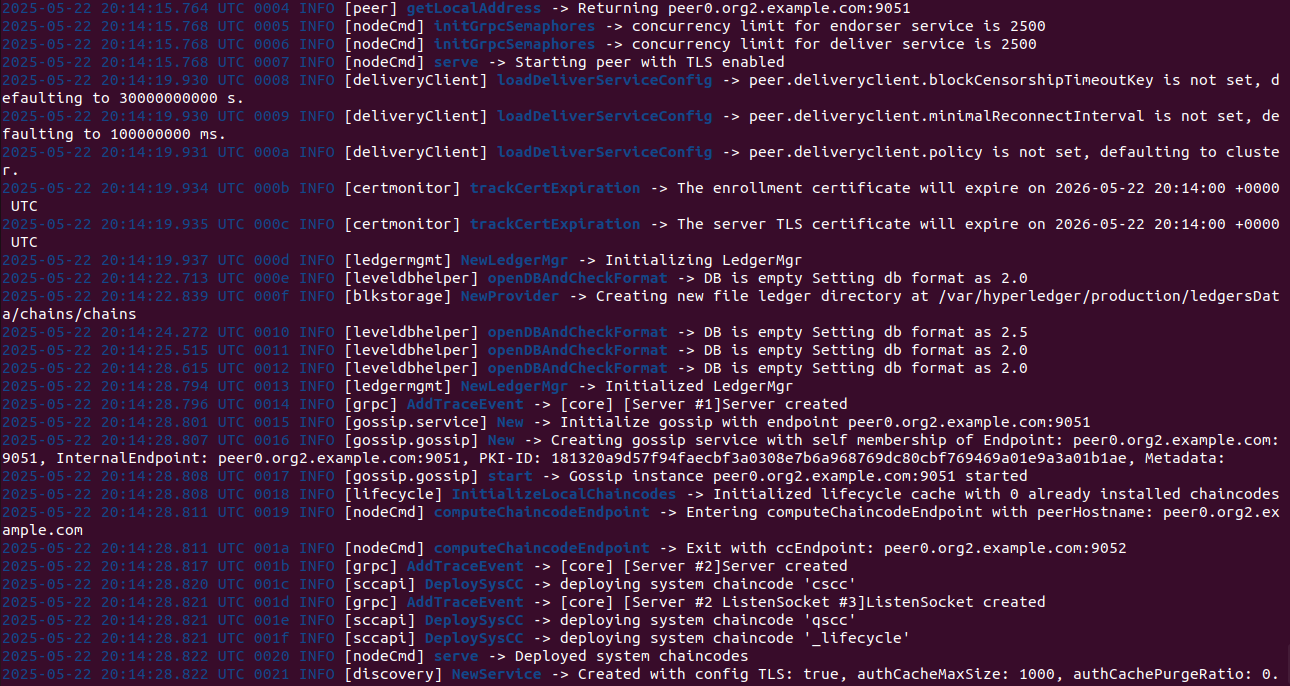 2025-05-22 20:14:15.764 UTC 0004 INFO [peer] getLocalAddress -> Returning peer0.org2.example.com:9051
2025-05-22 20:14:15.768 UTC 0005 INFO [nodeCmd] initGrpcSemaphores -> concurrency limit for endorser service is 2500
2025-05-22 20:14:15.768 UTC 0006 INFO [nodeCmd] initGrpcSemaphores -> concurrency limit for deliver service is 2500
2025-05-22 20:14:15.768 UTC 0007 INFO [nodeCmd] serve -> Starting peer with TLS enabled
2025-05-22 20:14:19.930 UTC 0008 INFO [deliveryClient] loadDeliverServiceConfig -> peer.deliveryclient.blockCensorshipTimeoutKey is not set, d
efaulting to 30000000000 s.
2025-05-22 20:14:19.930 UTC 0009 INFO [deliveryClient] loadDeliverServiceConfig -> peer.deliveryclient.minimalReconnectInterval is not set, de
faulting to 100000000 ms.
2025-05-22 20:14:19.931 UTC 000a INFO [deliveryClient] loadDeliverServiceConfig -> peer.deliveryclient.policy is not set, defaulting to cluste
r.
2025-05-22 20:14:19.934 UTC 000b INFO [certmonitor] trackCertExpiration -> The enrollment certificate will expire on 2026-05-22 20:14:00 +0000
 UTC
2025-05-22 20:14:19.935 UTC 000c INFO [certmonitor] trackCertExpiration -> The server TLS certificate will expire on 2026-05-22 20:14:00 +0000
 UTC
2025-05-22 20:14:19.937 UTC 000d INFO [ledgermgmt] NewLedgerMgr -> Initializing LedgerMgr
2025-05-22 20:14:22.713 UTC 000e INFO [leveldbhelper] openDBAndCheckFormat -> DB is empty Setting db format as 2.0
2025-05-22 20:14:22.839 UTC 000f INFO [blkstorage] NewProvider -> Creating new file ledger directory at /var/hyperledger/production/ledgersDat
a/chains/chains
2025-05-22 20:14:24.272 UTC 0010 INFO [leveldbhelper] openDBAndCheckFormat -> DB is empty Setting db format as 2.5
2025-05-22 20:14:25.515 UTC 0011 INFO [leveldbhelper] openDBAndCheckFormat -> DB is empty Setting db format as 2.0
2025-05-22 20:14:28.615 UTC 0012 INFO [leveldbhelper] openDBAndCheckFormat -> DB is empty Setting db format as 2.0
2025-05-22 20:14:28.794 UTC 0013 INFO [ledgermgmt] NewLedgerMgr -> Initialized LedgerMgr
2025-05-22 20:14:28.796 UTC 0014 INFO [grpc] AddTraceEvent -> [core] [Server #1]Server created
2025-05-22 20:14:28.801 UTC 0015 INFO [gossip.service] New -> Initialize gossip with endpoint peer0.org2.example.com:9051
2025-05-22 20:14:28.807 UTC 0016 INFO [gossip.gossip] New -> Creating gossip service with self membership of Endpoint: peer0.org2.example.com:
9051, InternalEndpoint: peer0.org2.example.com:9051, PKI-ID: 181320a9d57f94faecbf3a0308e7b6a968769dc80cbf769469a01e9a3a01b1ae, Metadata:
2025-05-22 20:14:28.808 UTC 0017 INFO [gossip.gossip] start -> Gossip instance peer0.org2.example.com:9051 started
2025-05-22 20:14:28.808 UTC 0018 INFO [lifecycle] InitializeLocalChaincodes -> Initialized lifecycle cache with 0 already installed chaincodes
2025-05-22 20:14:28.811 UTC 0019 INFO [nodeCmd] computeChaincodeEndpoint -> Entering computeChaincodeEndpoint with peerHostname: peer0.org2.ex
ample.com
2025-05-22 20:14:28.811 UTC 001a INFO [nodeCmd] computeChaincodeEndpoint -> Exit with ccEndpoint: peer0.org2.example.com:9052
2025-05-22 20:14:28.817 UTC 001b INFO [grpc] AddTraceEvent -> [core] [Server #2]Server created
2025-05-22 20:14:28.820 UTC 001c INFO [sccapi] DeploySysCC -> deploying system chaincode 'cscc'
2025-05-22 20:14:28.821 UTC 001d INFO [grpc] AddTraceEvent -> [core] [Server #2 ListenSocket #3]ListenSocket created
2025-05-22 20:14:28.821 UTC 001e INFO [sccapi] DeploySysCC -> deploying system chaincode 'qscc'
2025-05-22 20:14:28.821 UTC 001f INFO [sccapi] DeploySysCC -> deploying system chaincode '_lifecycle'
2025-05-22 20:14:28.822 UTC 0020 INFO [nodeCmd] serve -> Deployed system chaincodes
2025-05-22 20:14:28.822 UTC 0021 INFO [discovery] NewService -> Created with config TLS: true, authCacheMaxSize: 1000, authCachePurgeRatio: 0.